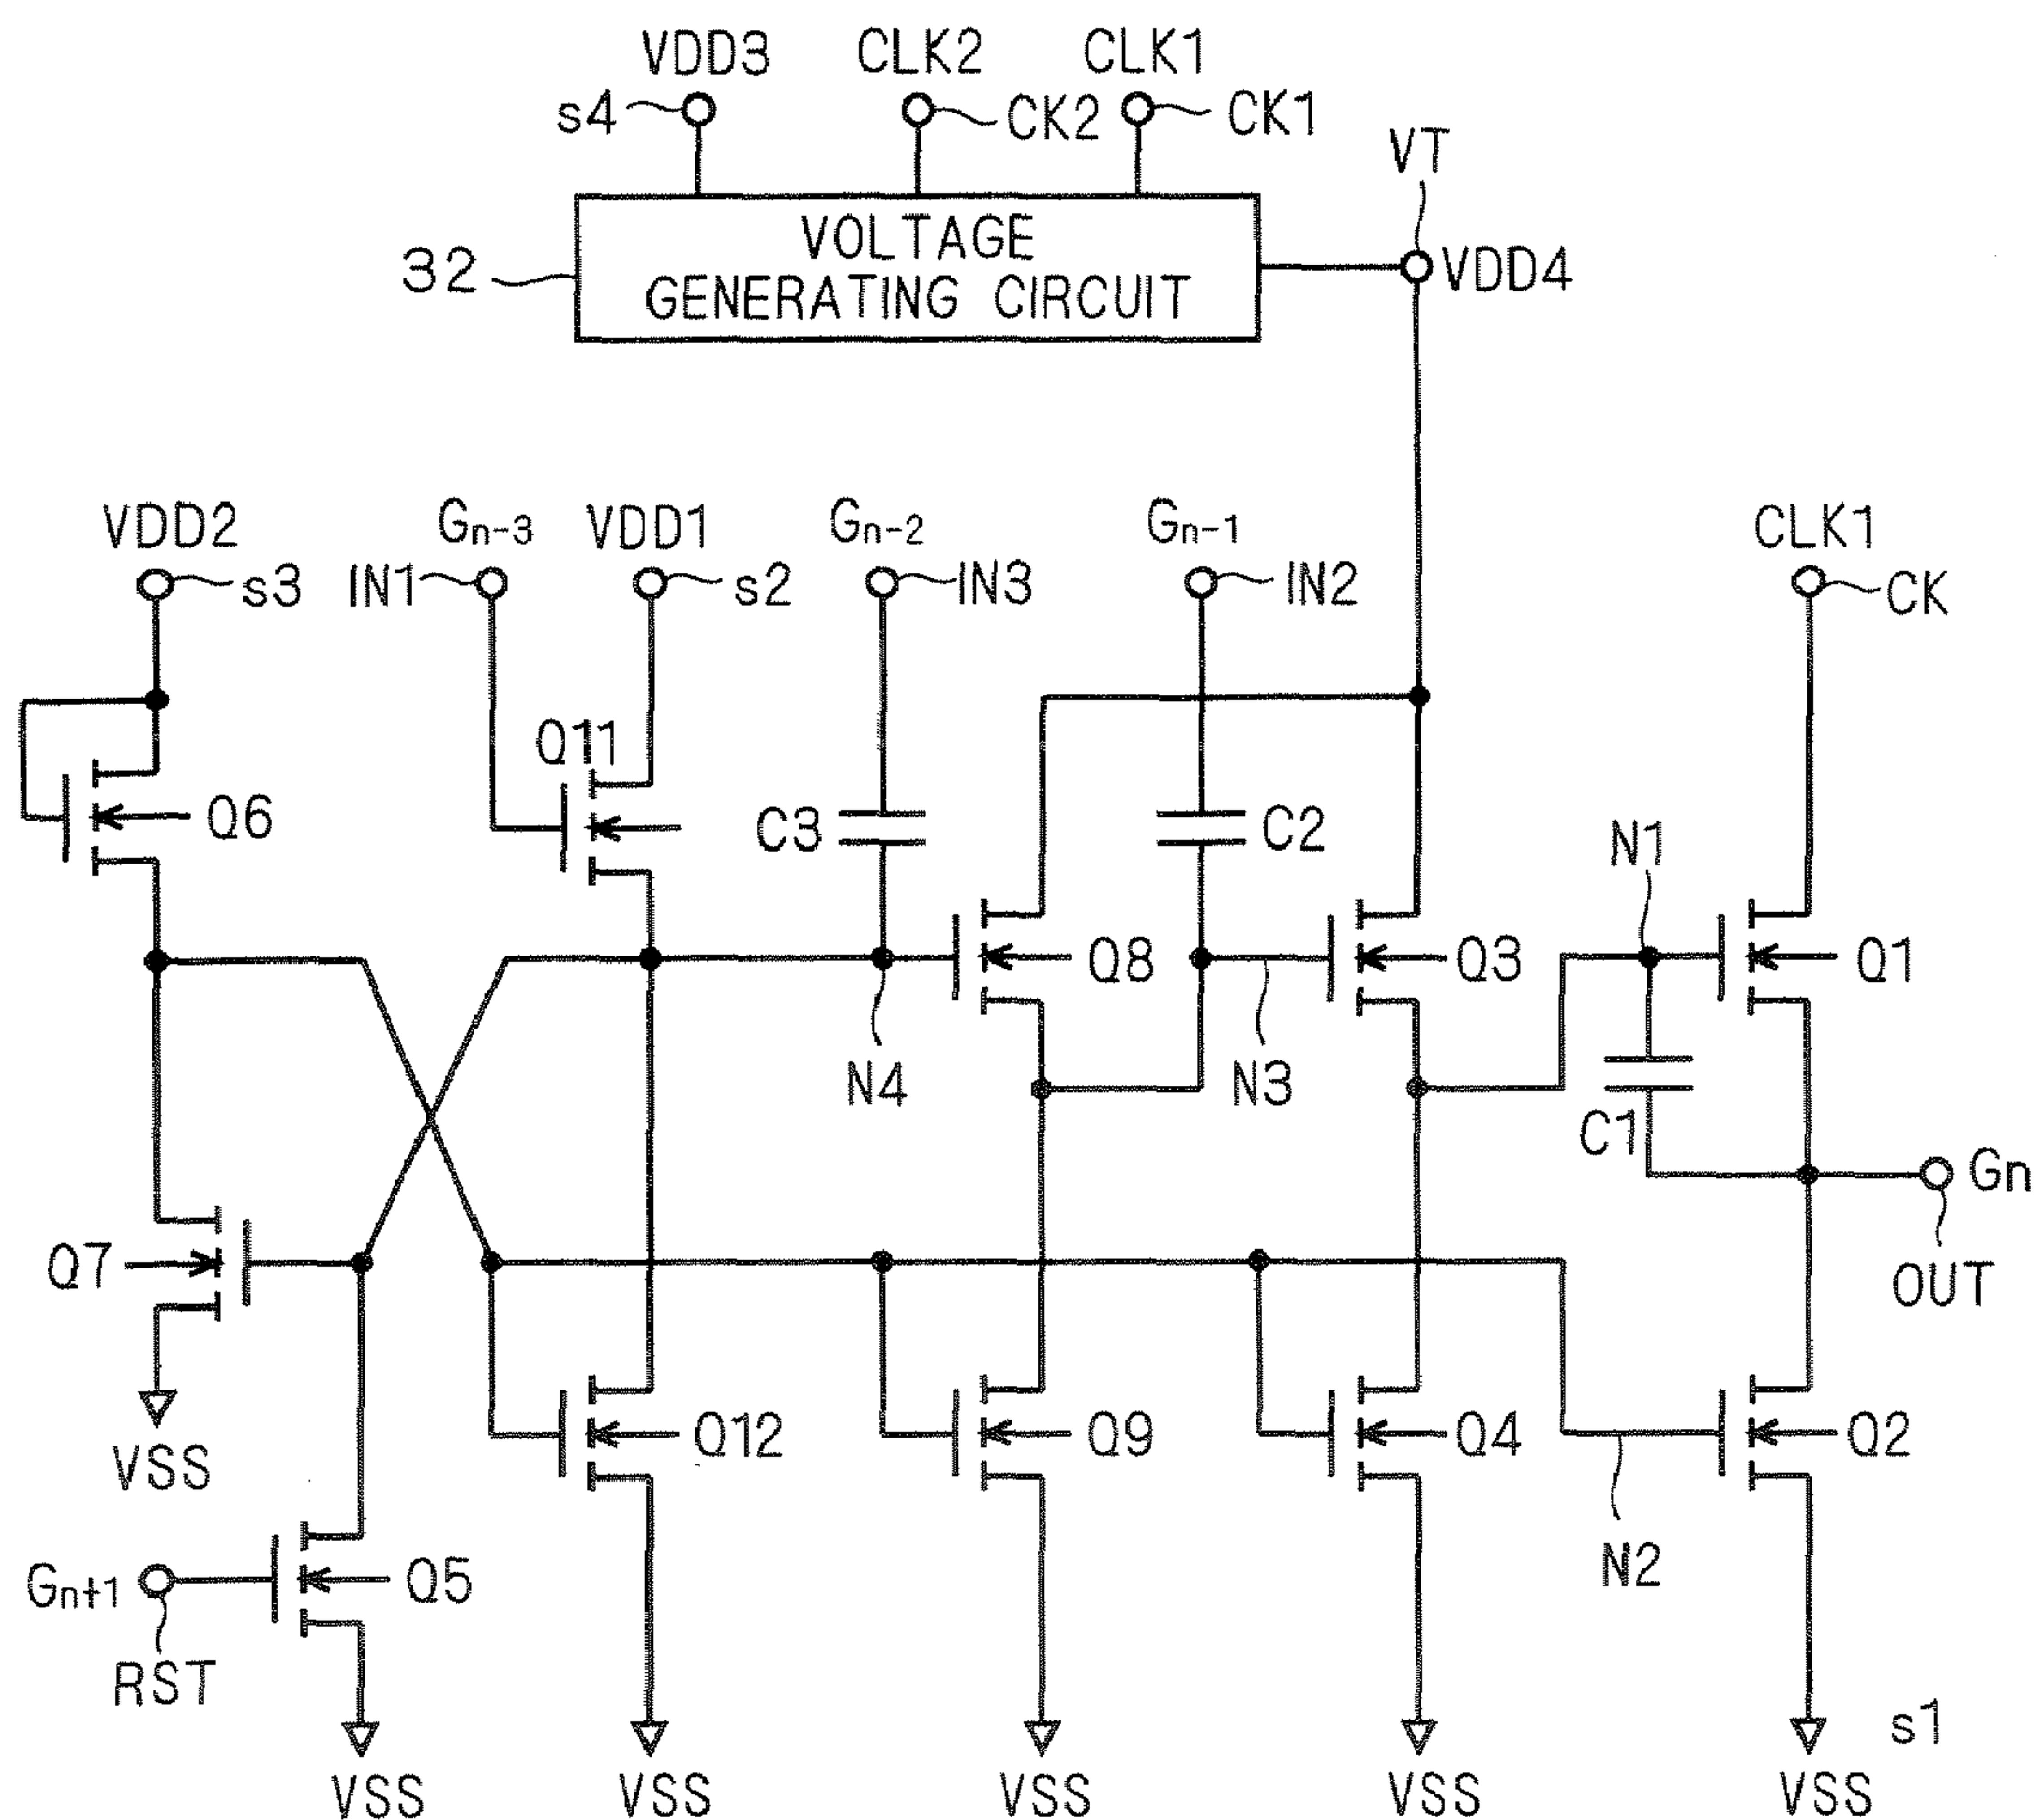 VDD3 CLK2 CLK1
s4 CK2 CK1
VT
VOLTAGE
GENERATING CIRCUIT
32
VDD4
VDD2 Gn-3 VDD1 Gn-2 Gn-1 CLK1
s3 IN1 s2 IN3 IN2 CK
Q11
Q6 C3 C2 N1
Q8 Q3 Q1
N4 N3 C1
Gn
Q7 OUT
VSS Q12 Q9 Q4 Q2
Gn+1 Q5 N2
RST s1
VSS VSS VSS VSS VSS